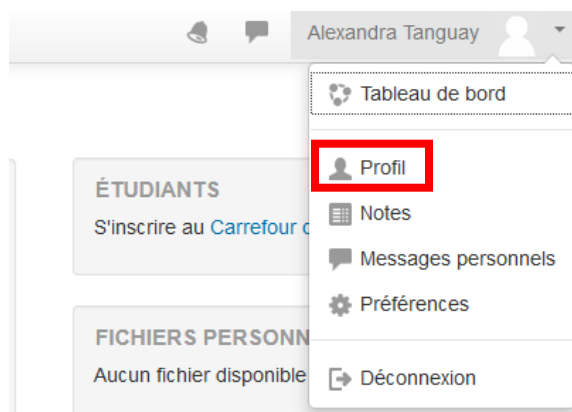 Alexandra Tanguay
Tableau de bord
Profil
Notes
Messages personnels
Préférences
Déconnexion
ÉTUDIANTS
S'inscrire au Carrefour
FICHIERS PERSONN
Aucun fichier disponible